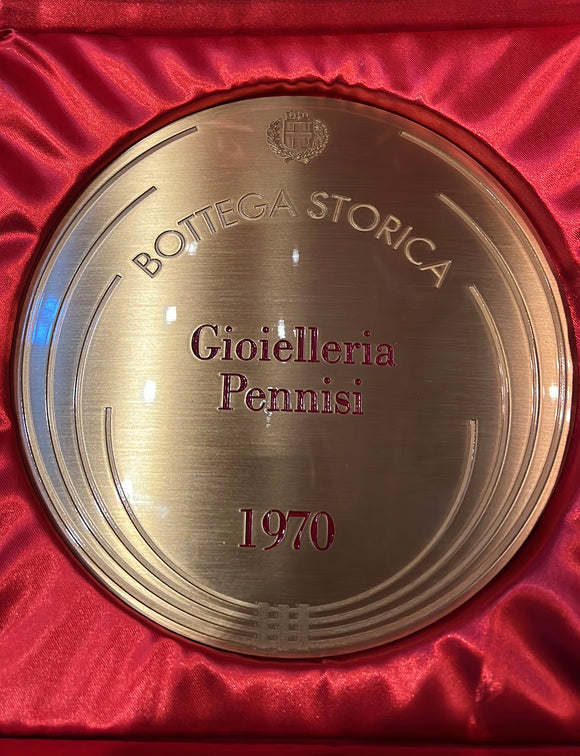 BOTTEGA STORICA
Gioielleria
Pennisi
1970